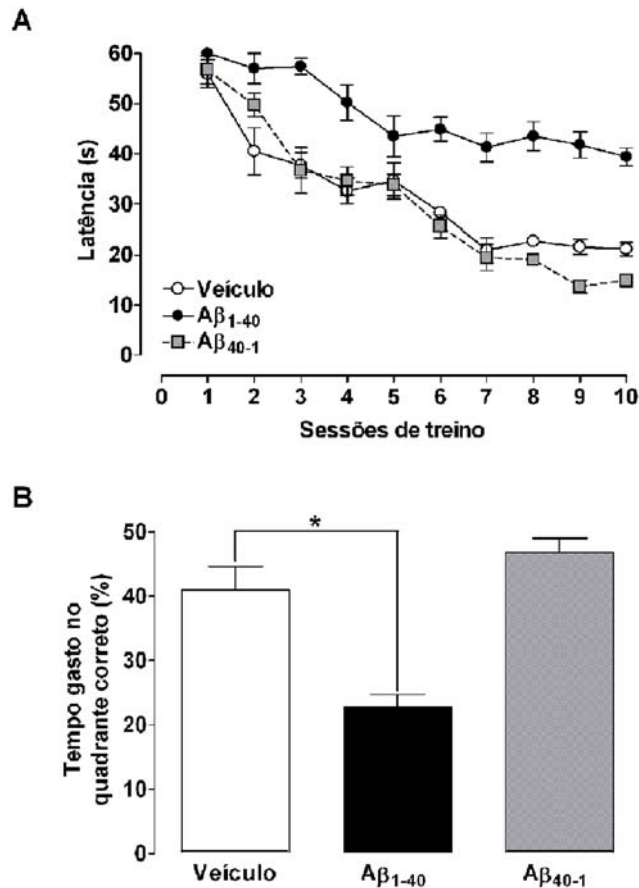 A
60
50
40
30
20
10
0
Latência (s)
Veículo
Aβ1-40
Aβ40-1
0 1 2 3 4 5 6 7 8 9 10
Sessões de treino
B
50
40
30
20
10
0
Tempo gasto no
quadrante correto (%)
*
Veículo Aβ1-40 Aβ40-1